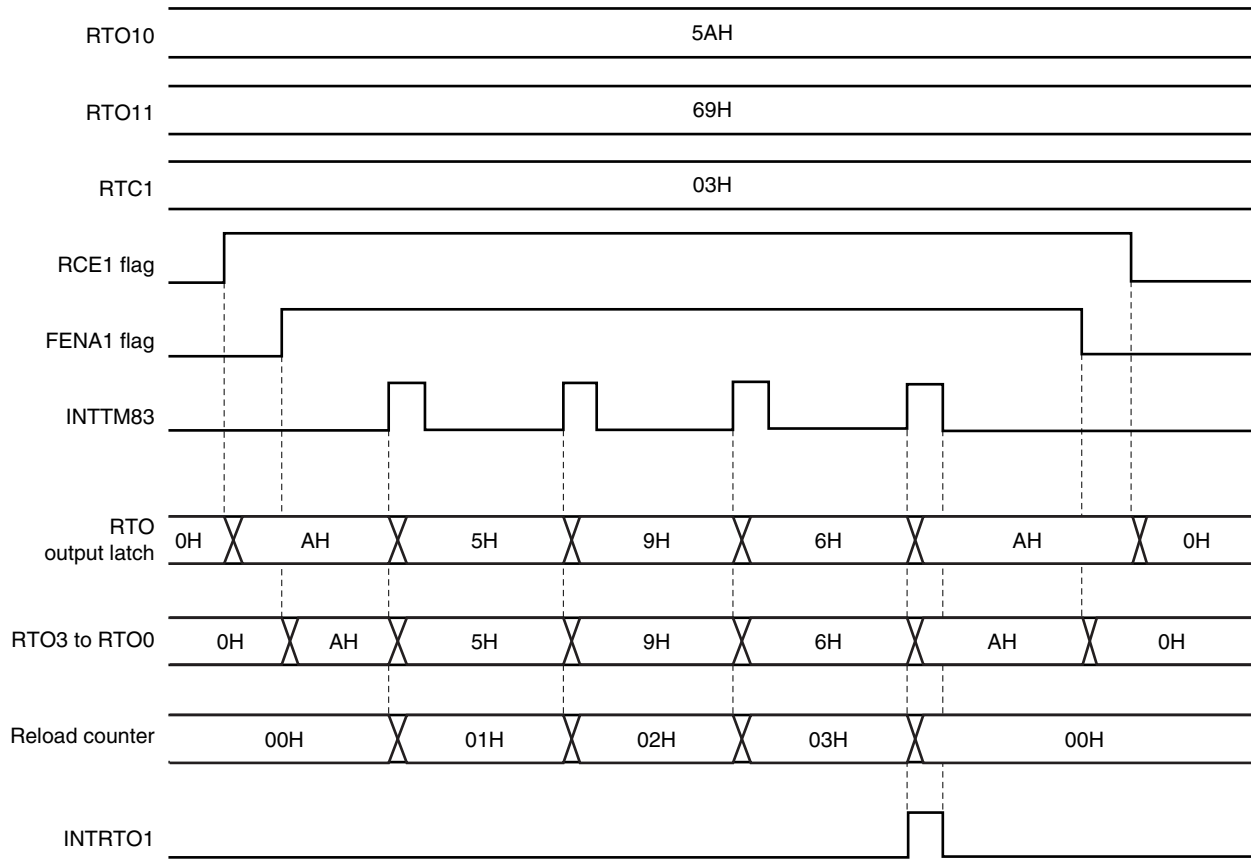 RTO10 5AH
RTO11 69H
RTC1 03H
RCE1 flag
FENA1 flag
INTTM83
RTO
output latch 0H AH 5H 9H 6H AH 0H
RTO3 to RTO0 0H AH 5H 9H 6H AH 0H
Reload counter 00H 01H 02H 03H 00H
INTRTO1